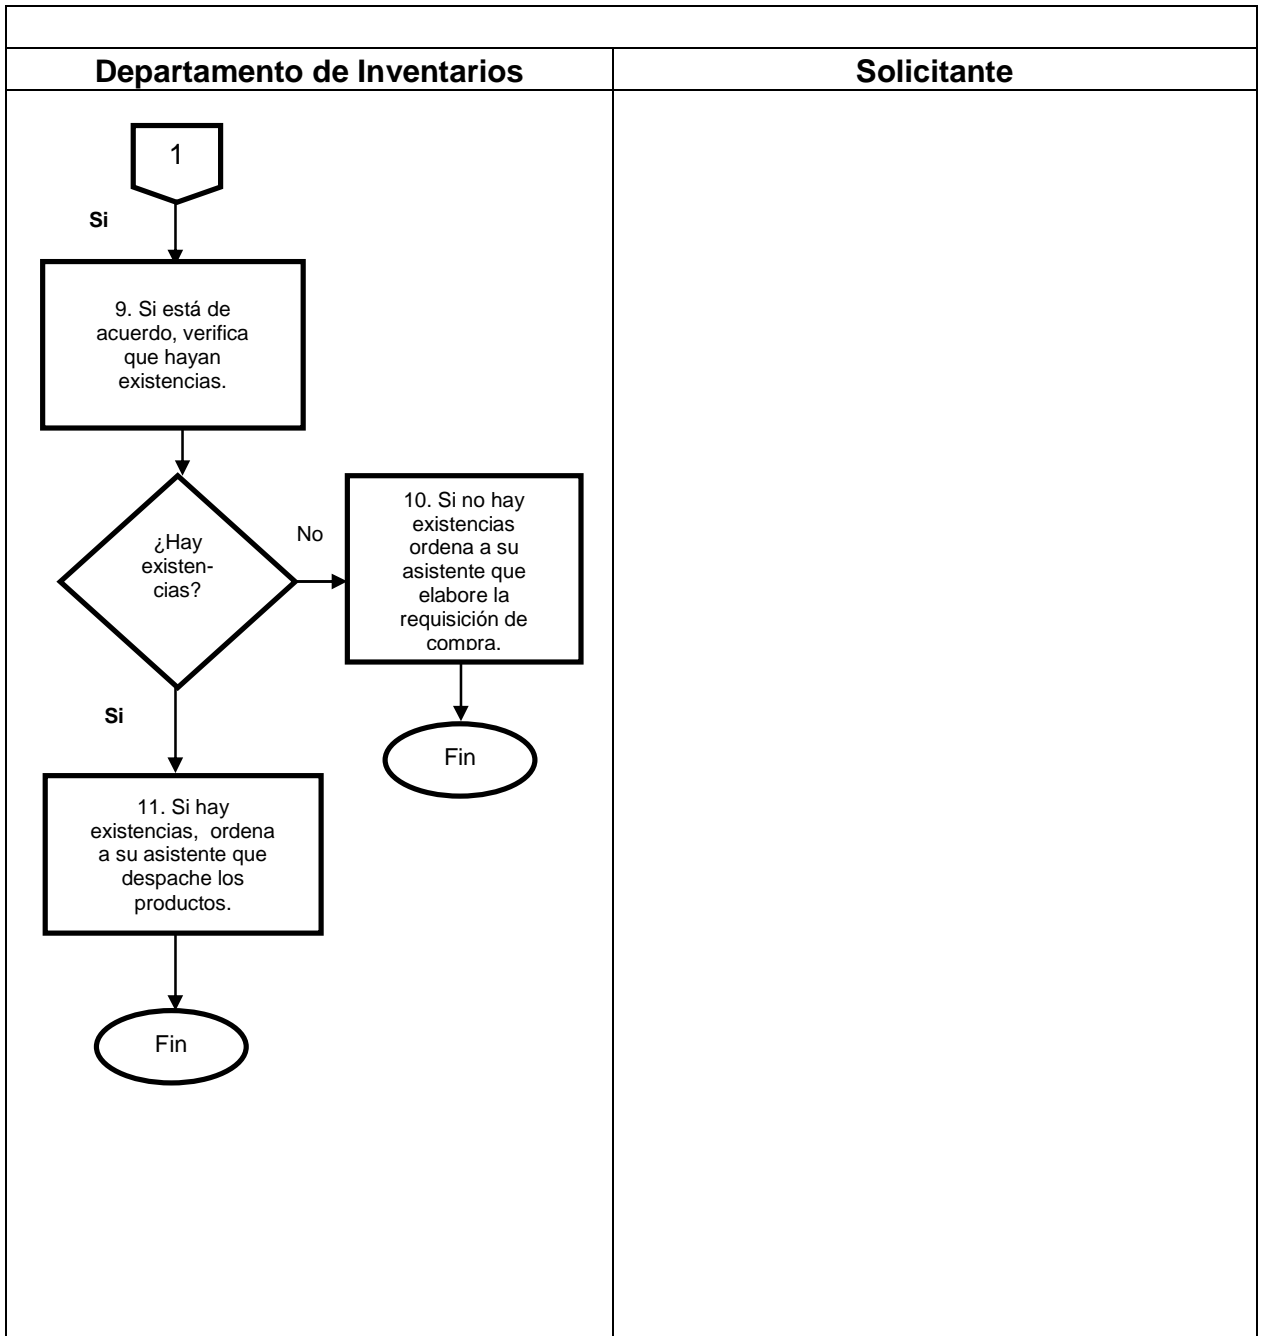 Departamento de Inventarios
Solicitante
1
Si
9. Si está de
acuerdo, verifica
que hayan
existencias.
¿Hay
existen-
cias?
No
10. Si no hay
existencias
ordena a su
asistente que
elabore la
requisición de
compra.
Si
Fin
11. Si hay
existencias,  ordena
a su asistente que
despache los
productos.
Fin